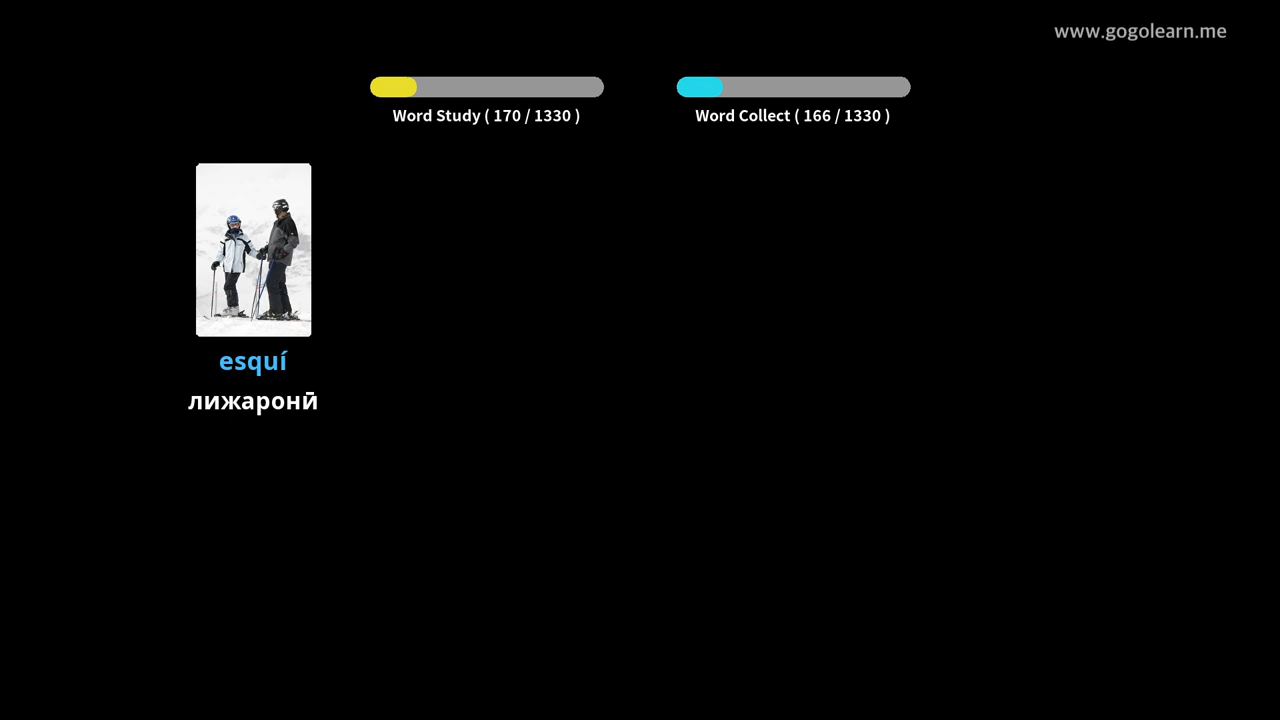 www.gogolearn.me
Word Study ( 170 / 1330 )
Word Collect ( 166 / 1330 )
esquí
лижаронӣ